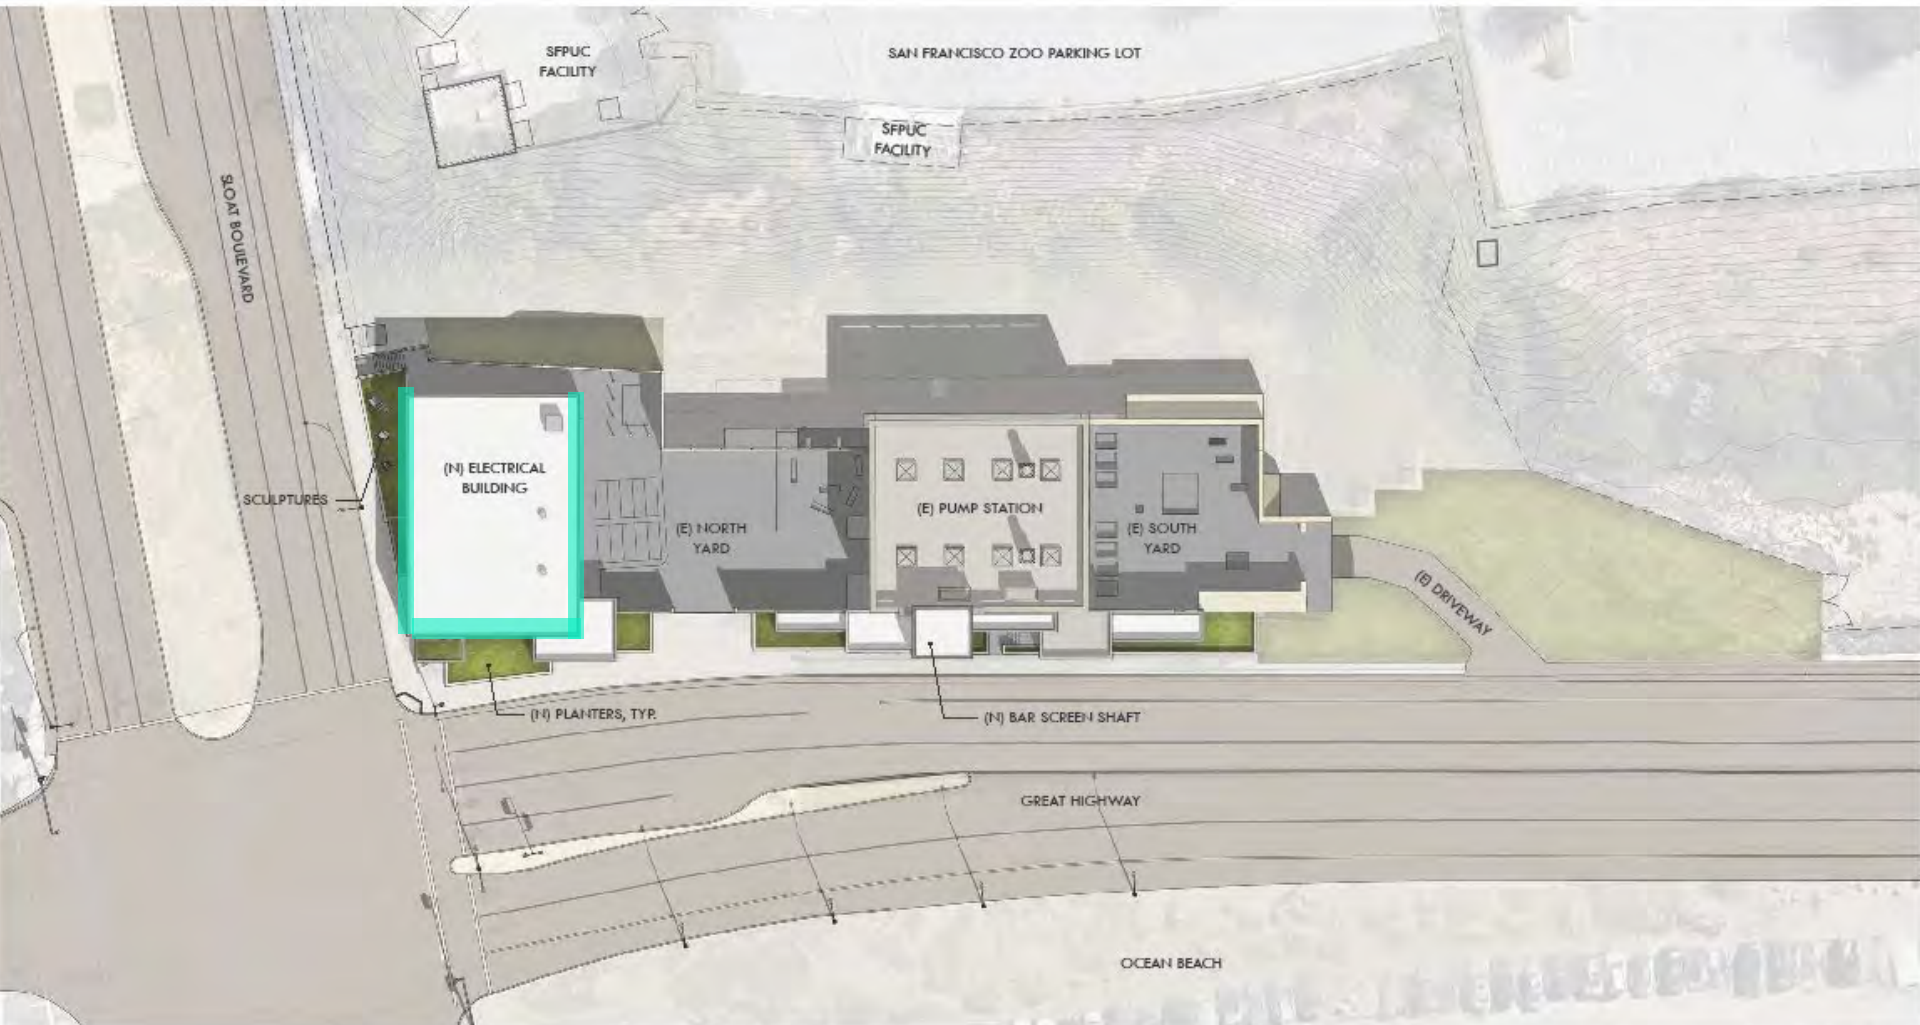 SFPUC
FACILITY
SAN FRANCISCO ZOO PARKING LOT
SFPUC
FACILITY
SLOAT BOULEVARD
(N) ELECTRICAL
BUILDING
SCULPTURES
(E) NORTH
YARD
(E) PUMP STATION
(E) SOUTH
YARD
(E) DRIVEWAY
(N) PLANTERS, TYP.
(N) BAR SCREEN SHAFT
GREAT HIGHWAY
OCEAN BEACH